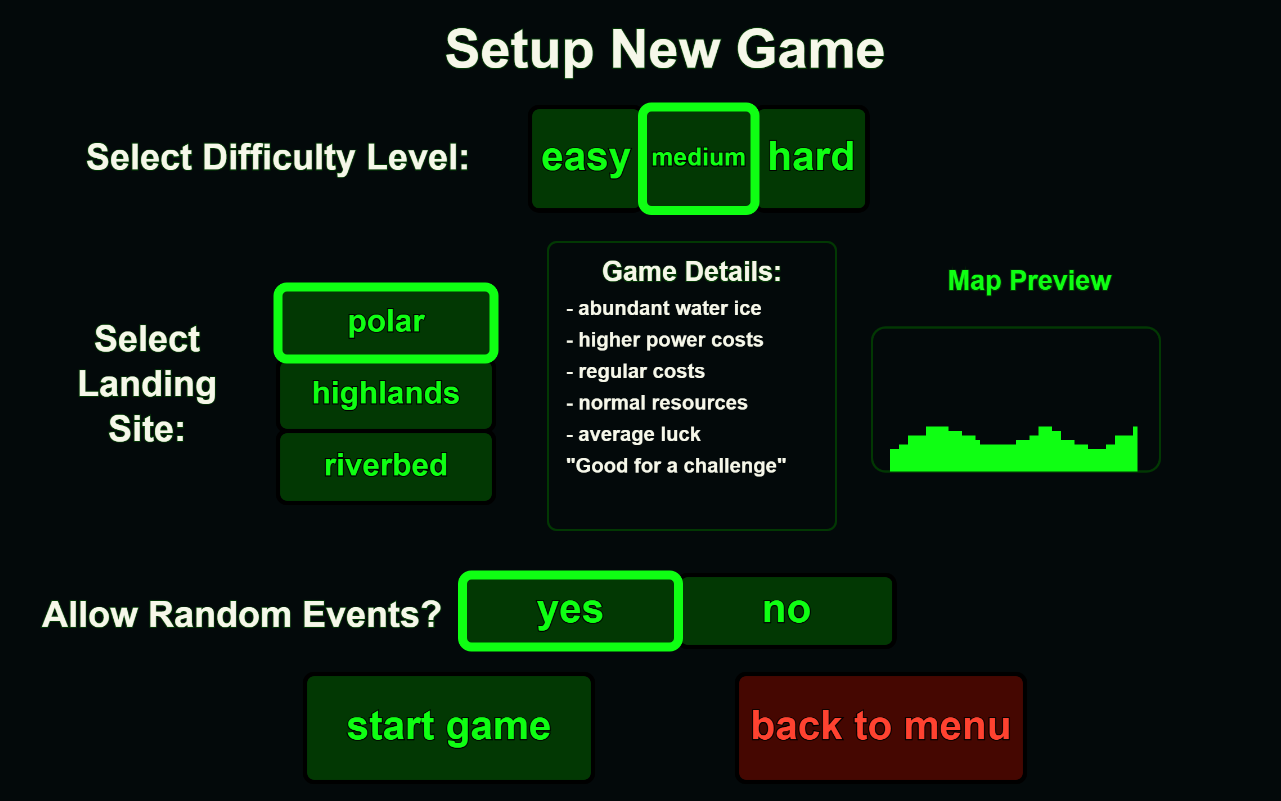 Setup New Game
Select Difficulty Level:
easy
medium
hard
Select
Landing
Site:
polar
highlands
riverbed
Game Details:
- abundant water ice
- higher power costs
- regular costs
- normal resources
- average luck
"Good for a challenge"
Map Preview
Allow Random Events?
yes
no
start game
back to menu